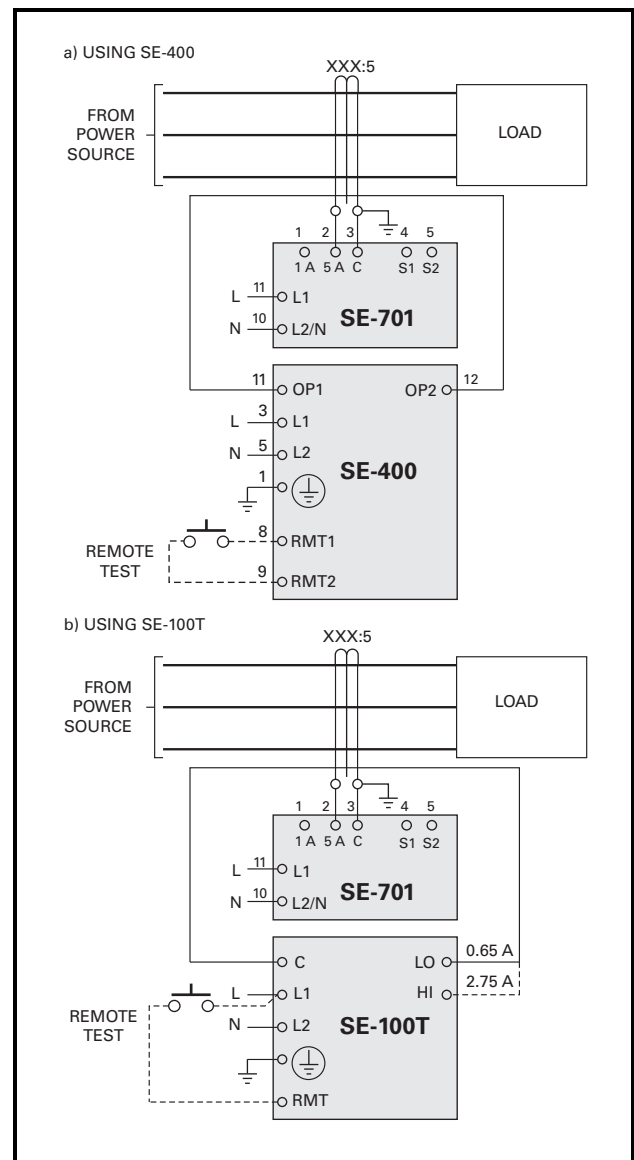 a) USING SE-400
XXX:5
FROM
POWER
SOURCE
LOAD
1 2 3 4 5
1 A 5 A C S1 S2
L 11 L1
N 10 L2/N
SE-701
11 OP1 OP2 12
L 3 L1
N 5 L2
SE-400
1
REMOTE
TEST
8 RMT1
9 RMT2
b) USING SE-100T
XXX:5
FROM
POWER
SOURCE
LOAD
1 2 3 4 5
1 A 5 A C S1 S2
L 11 L1
N 10 L2/N
SE-701
C LO 0.65 A
L L1 HI 2.75 A
REMOTE
TEST
N L2
SE-100T
RMT